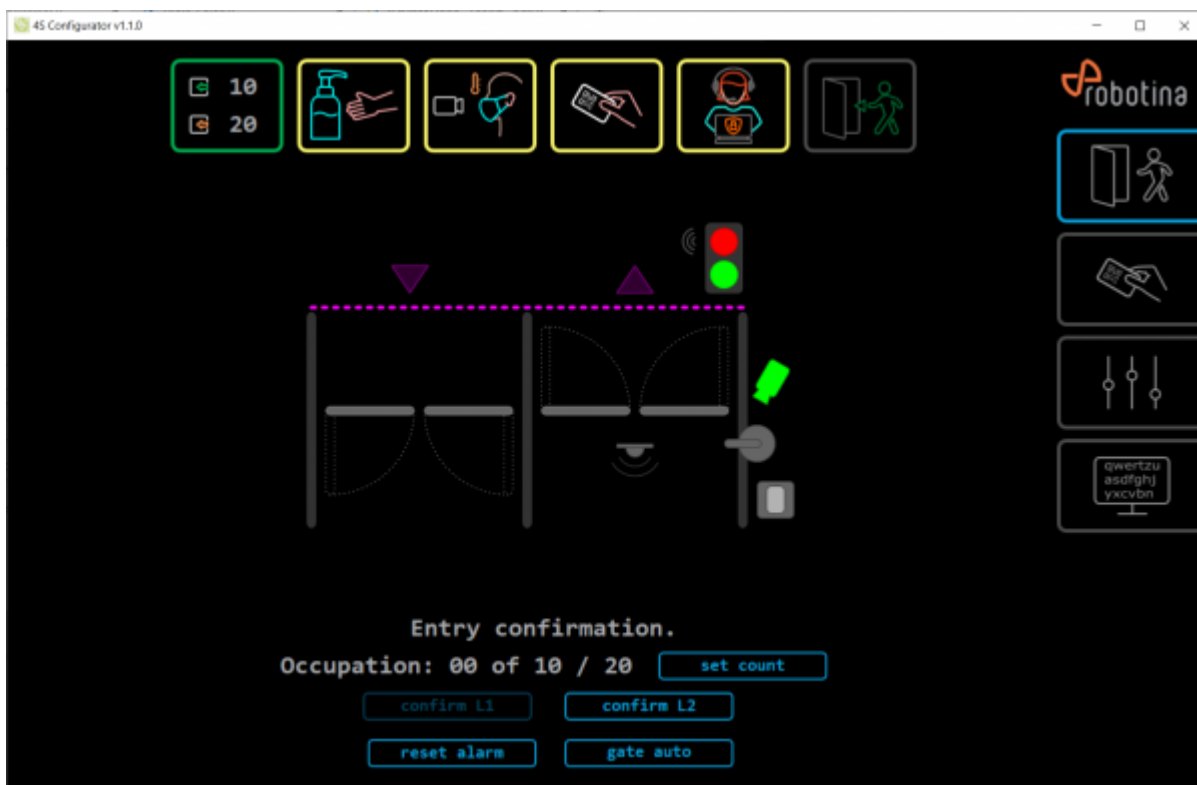 4S Configurator v1.1.0
10
20
robotina
qwertzu
asdfghj
yxcvbn
Entry confirmation.
Occupation: 00 of 10 / 20
set count
confirm L1
confirm L2
reset alarm
gate auto